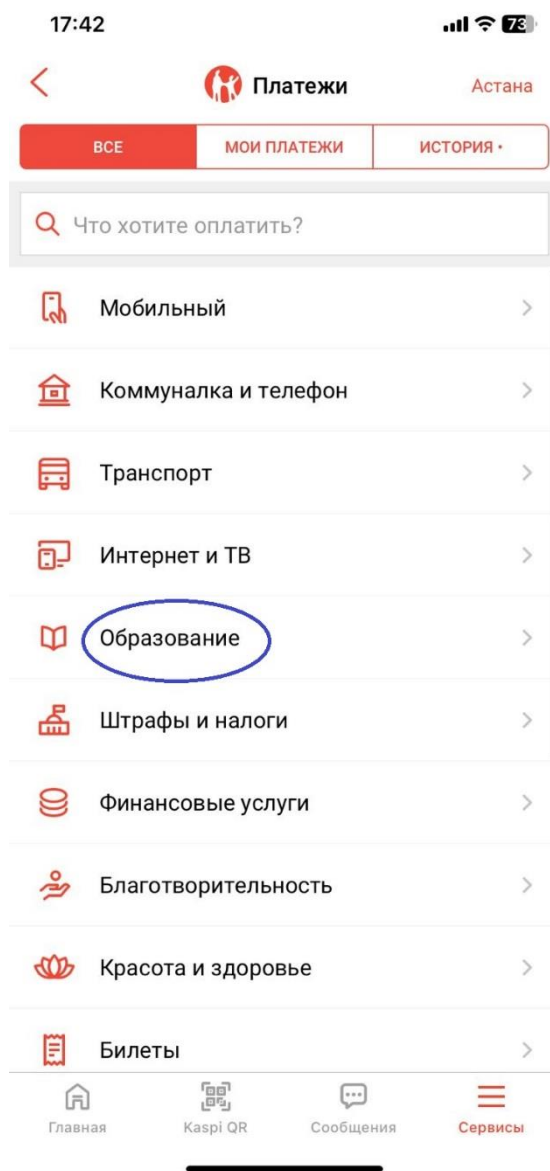 17:42
73
Платежи
Астана
ВСЕ
МОИ ПЛАТЕЖИ
ИСТОРИЯ •
Что хотите оплатить?
Мобильный
Коммуналка и телефон
Транспорт
Интернет и ТВ
Образование
Штрафы и налоги
Финансовые услуги
Благотворительность
Красота и здоровье
Билеты
Главная
Kaspi QR
Сообщения
Сервисы